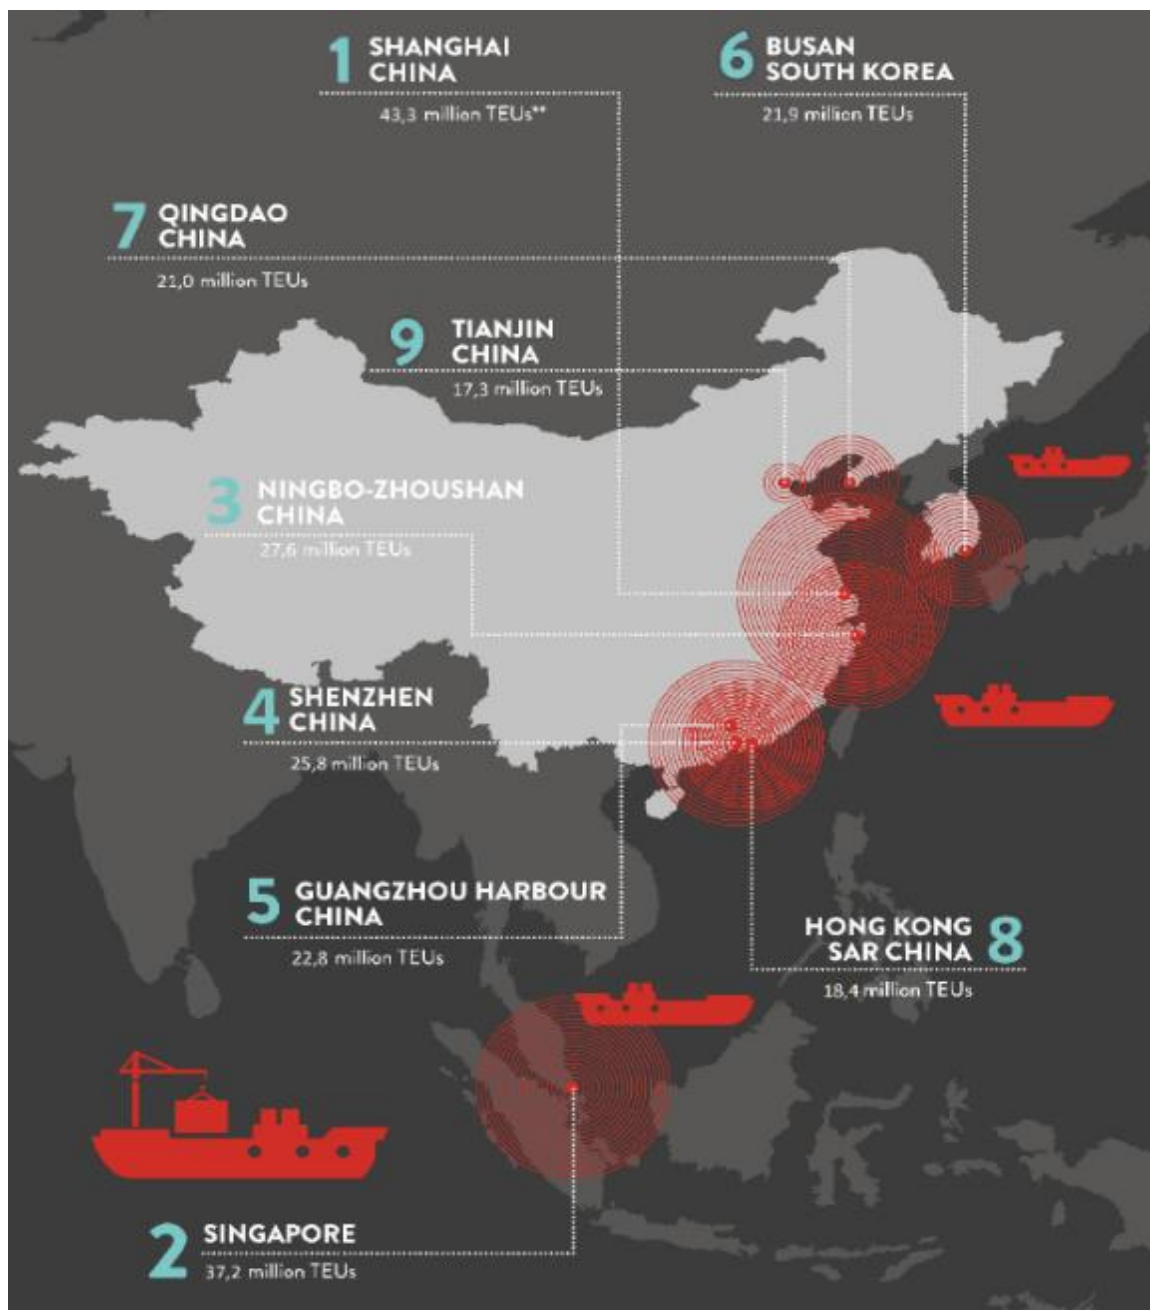 1 SHANGHAI
CHINA
43,3 million TEUs**
6 BUSAN
SOUTH KOREA
21,9 million TEUs
7 QINGDAO
CHINA
21,0 million TEUs
9 TIANJIN
CHINA
17,3 million TEUs
3 NINGBO-ZHOUSHAN
CHINA
27,6 million TEUs
4 SHENZHEN
CHINA
25,8 million TEUs
5 GUANGZHOU HARBOUR
CHINA
22,8 million TEUs
HONG KONG
SAR CHINA 8
18,4 million TEUs
2 SINGAPORE
37,2 million TEUs